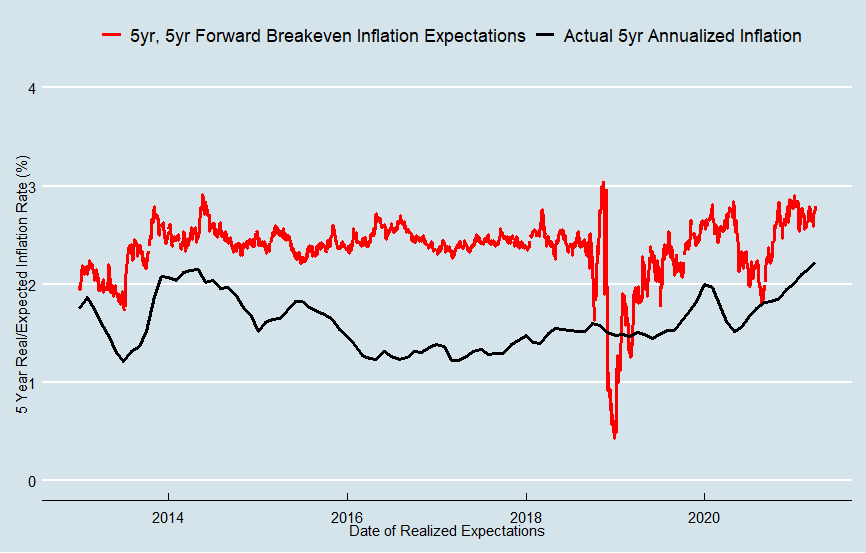 5yr, 5yr Forward Breakeven Inflation Expectations
Actual 5yr Annualized Inflation
4
3
2
1
0
5 Year Real/Expected Inflation Rate (%)
2014
2016
2018
2020
Date of Realized Expectations